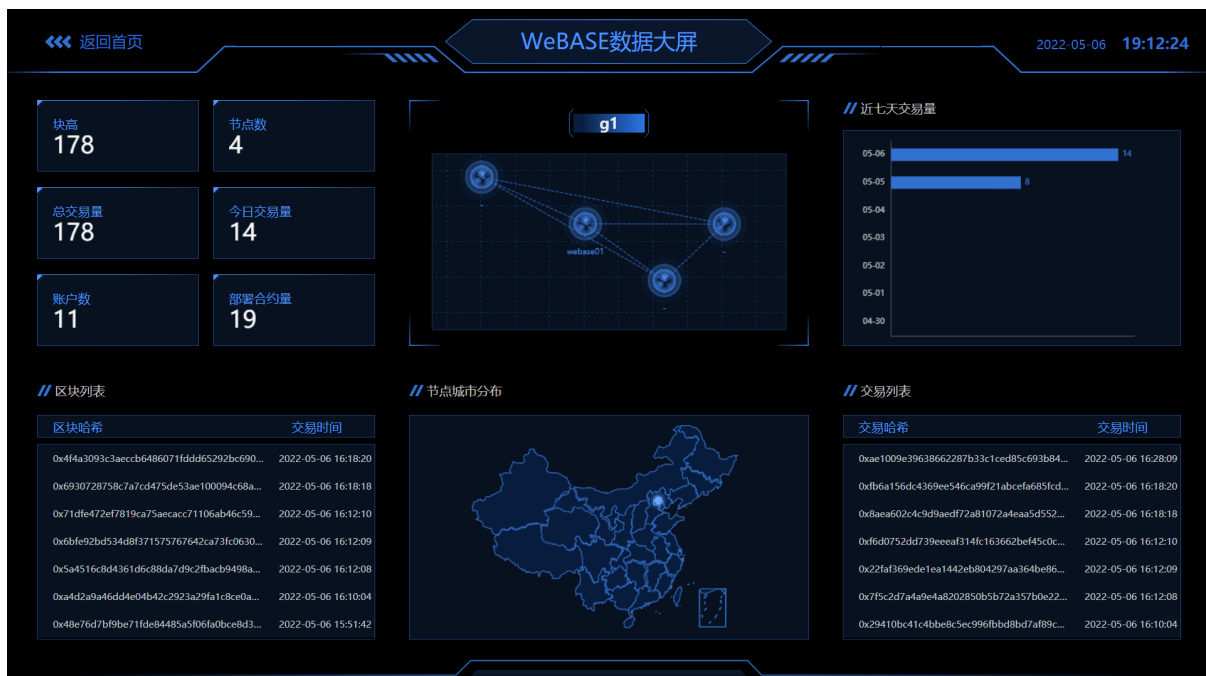 返回首页
WeBASE数据大屏
2022-05-06 19:12:24
块高
178
节点数
4
总交易量
178
今日交易量
14
账户数
11
部署合约量
19
g1
-
webase01
-
-
近七天交易量
05-06 14
05-05 8
05-04
05-03
05-02
05-01
04-30
区块列表
区块哈希 交易时间
0x4f4a3093c3aeccb6486071fddd65292bc690... 2022-05-06 16:18:20
0x6930728758c7a7cd475de53ae100094c68a... 2022-05-06 16:18:18
0x71dfe472ef7819ca75aecacc71106ab46c59... 2022-05-06 16:12:10
0x6bfe92bd534d8f371575767642ca73fc0630... 2022-05-06 16:12:09
0x5a4516c8d4361d6c88da7d9c2fbacb9498a... 2022-05-06 16:12:08
0xa4d2a9a46dd4e04b42c2923a29fa1c8ce0a... 2022-05-06 16:10:04
0x48e76d7bf9be71fde84485a5f06fa0bce8d3... 2022-05-06 15:51:42
节点城市分布
交易列表
交易哈希 交易时间
0xae1009e39638662287b33c1ced85c693b84... 2022-05-06 16:28:09
0xfb6a156dc4369ee546ca99f21abcefa685fcd... 2022-05-06 16:18:20
0x8aea602c4c9d9aedf72a81072a4eaa5d552... 2022-05-06 16:18:18
0xf6d0752dd739eeeaf314fc163662bef45c0c... 2022-05-06 16:12:10
0x22faf369ede1ea1442eb804297aa364be86... 2022-05-06 16:12:09
0x7f5c2d7a4a9e4a8202850b5b72a357b0e22... 2022-05-06 16:12:08
0x29410bc41c4bbe8c5ec996fbbd8bd7af89c... 2022-05-06 16:10:04